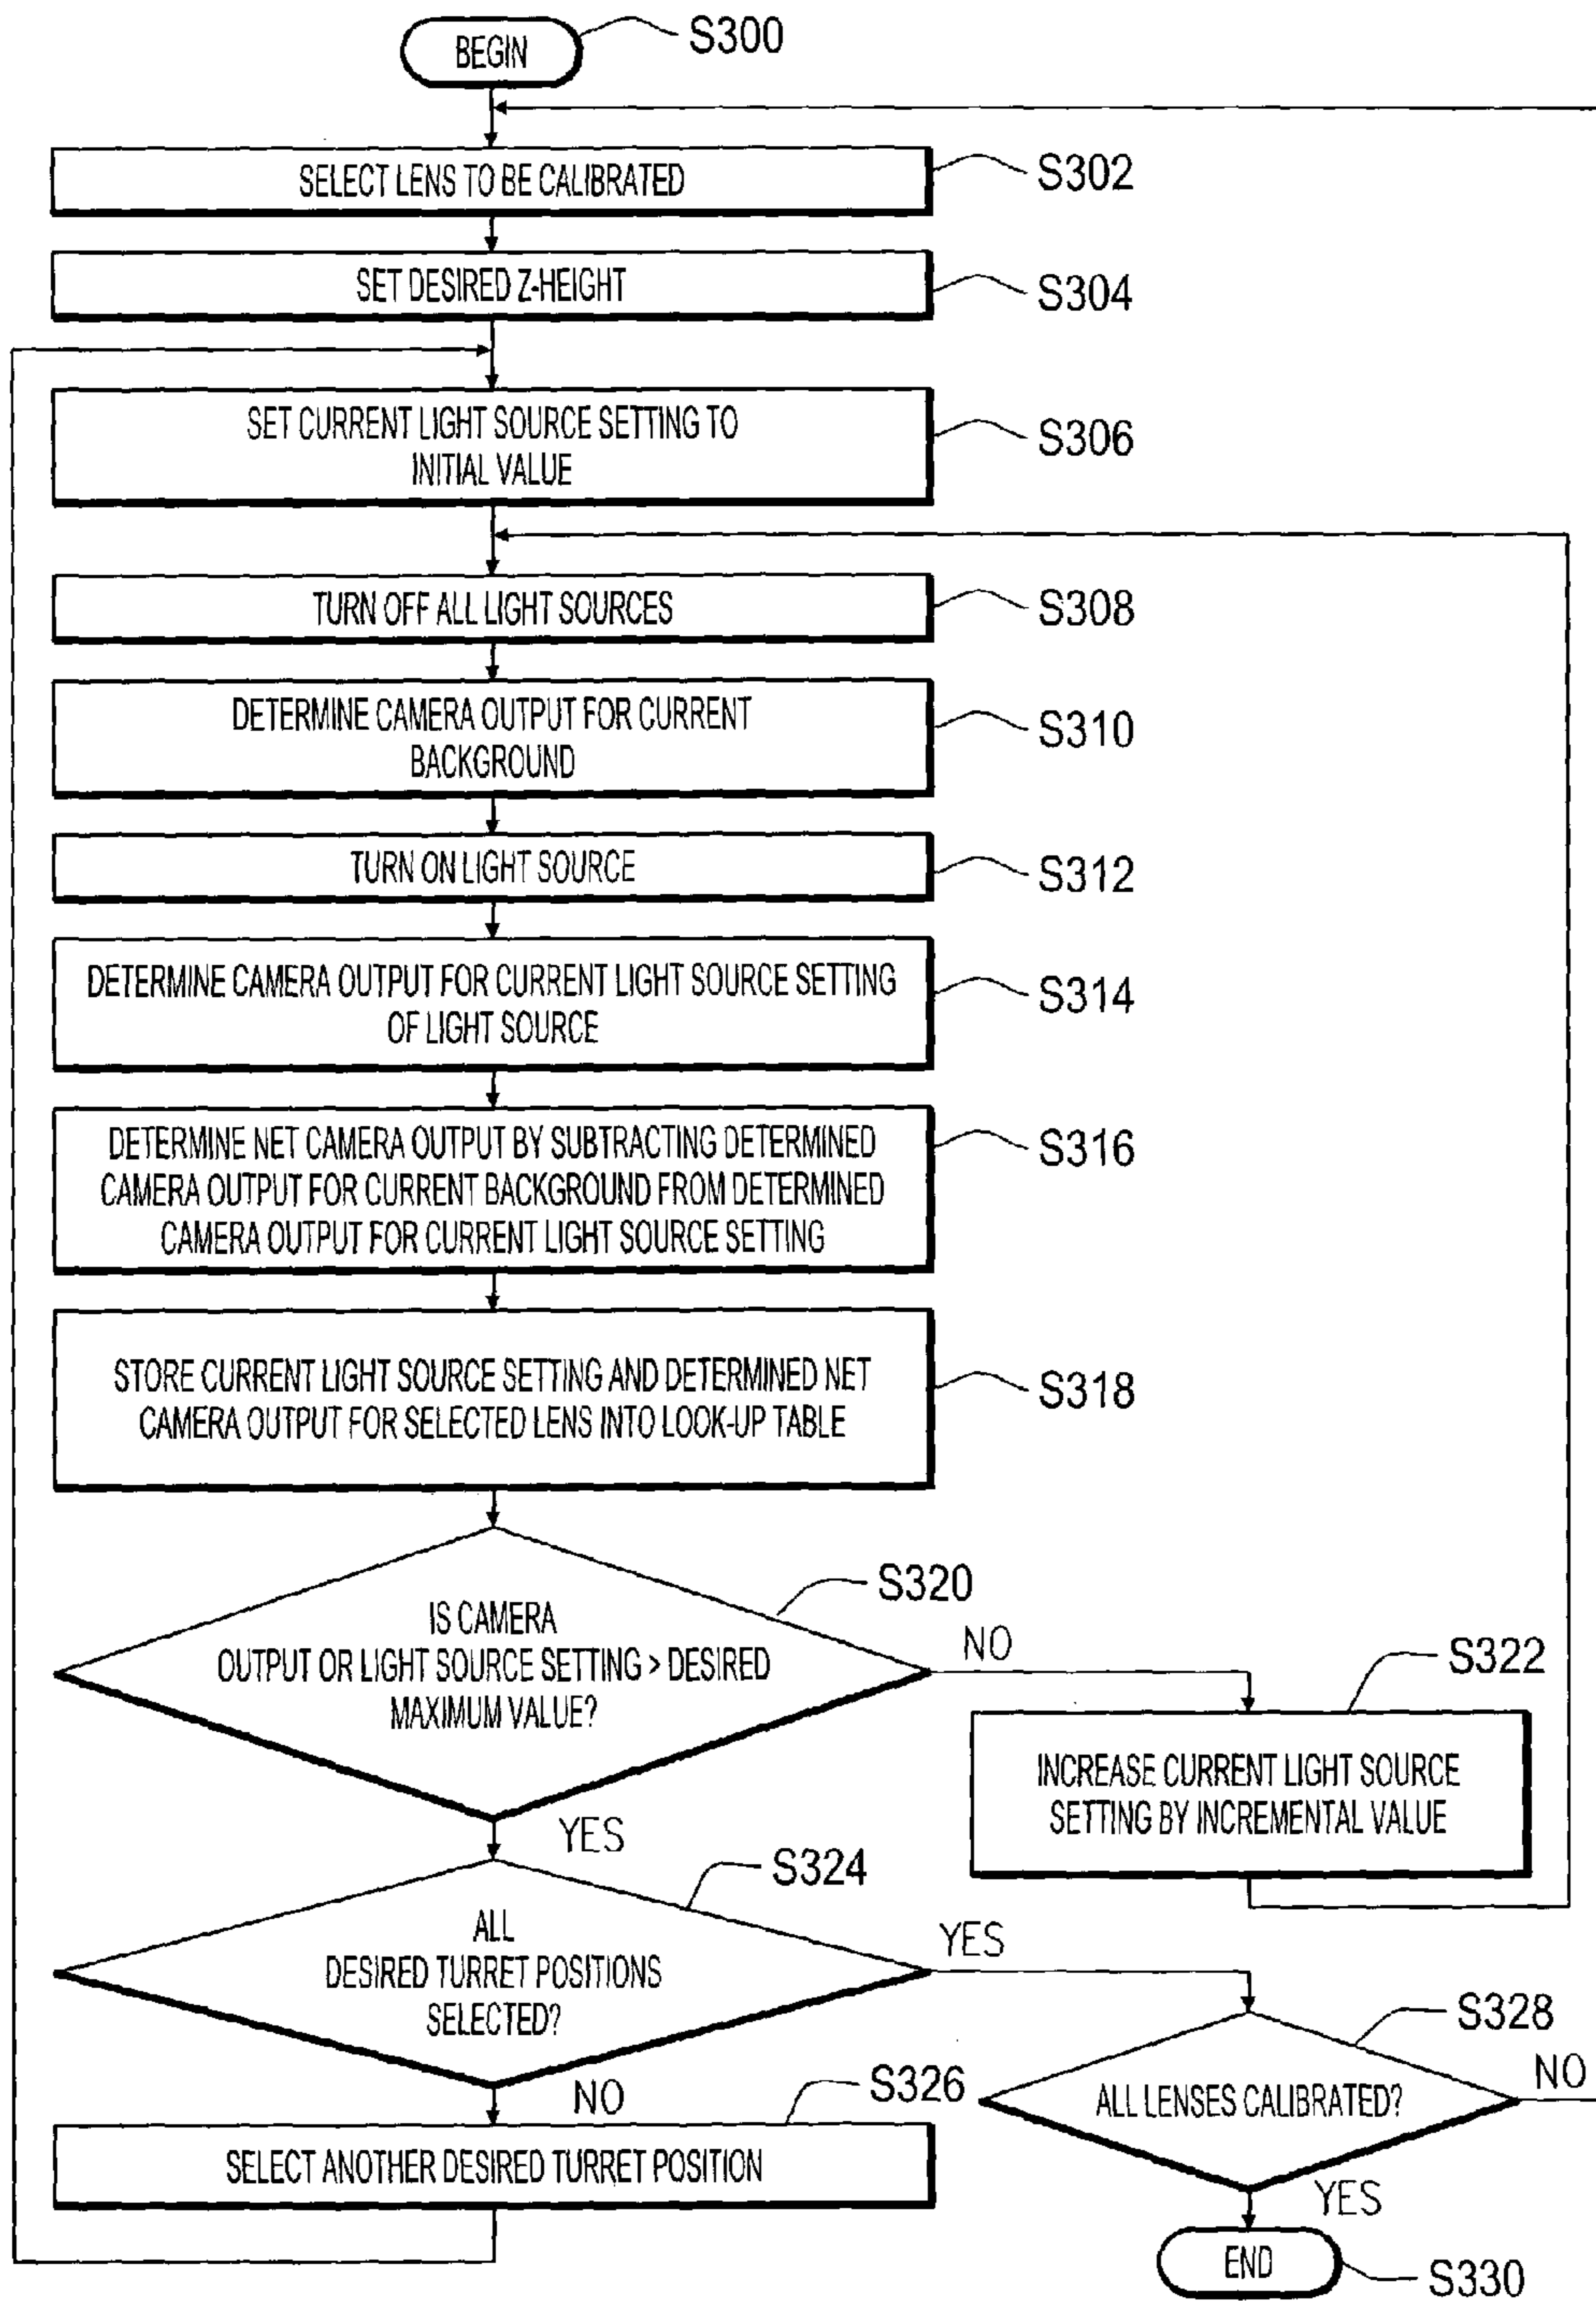 BEGIN
S300
SELECT LENS TO BE CALIBRATED
S302
SET DESIRED Z-HEIGHT
S304
SET CURRENT LIGHT SOURCE SETTING TO
INITIAL VALUE
S306
TURN OFF ALL LIGHT SOURCES
S308
DETERMINE CAMERA OUTPUT FOR CURRENT
BACKGROUND
S310
TURN ON LIGHT SOURCE
S312
DETERMINE CAMERA OUTPUT FOR CURRENT LIGHT SOURCE SETTING
OF LIGHT SOURCE
S314
DETERMINE NET CAMERA OUTPUT BY SUBTRACTING DETERMINED
CAMERA OUTPUT FOR CURRENT BACKGROUND FROM DETERMINED
CAMERA OUTPUT FOR CURRENT LIGHT SOURCE SETTING
S316
STORE CURRENT LIGHT SOURCE SETTING AND DETERMINED NET
CAMERA OUTPUT FOR SELECTED LENS INTO LOOK-UP TABLE
S318
IS CAMERA
OUTPUT OR LIGHT SOURCE SETTING > DESIRED
MAXIMUM VALUE?
S320
NO
S322
INCREASE CURRENT LIGHT SOURCE
SETTING BY INCREMENTAL VALUE
YES
S324
ALL
DESIRED TURRET POSITIONS
SELECTED?
YES
S328
ALL LENSES CALIBRATED?
NO
NO
S326
SELECT ANOTHER DESIRED TURRET POSITION
YES
END
S330